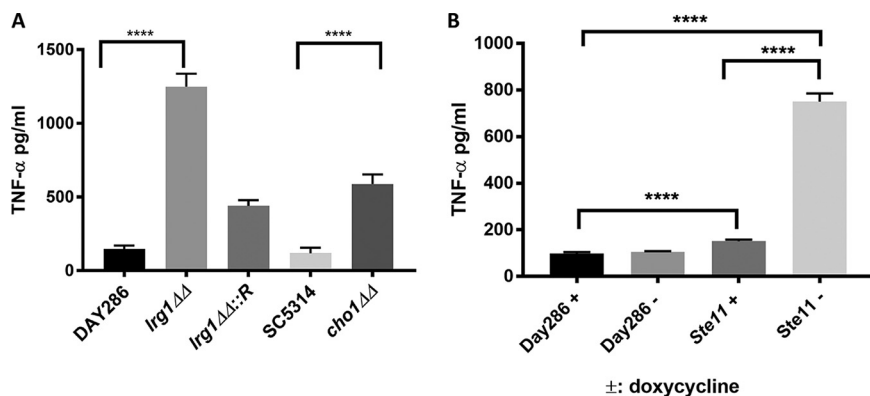 A
B
****
****
TNF-α pg/ml
1500
1000
500
0
DAY286
lrg1ΔΔ
lrg1ΔΔ::R
SC5314
cho1ΔΔ
****
****
****
TNF-α pg/ml
1000
800
600
400
200
0
Day286 +
Day286 -
Ste11 +
Ste11 -
±: doxycycline